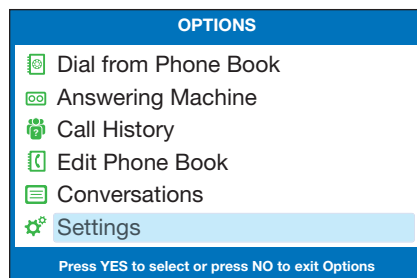 OPTIONS
Dial from Phone Book
Answering Machine
Call History
Edit Phone Book
Conversations
Settings
Press YES to select or press NO to exit Options